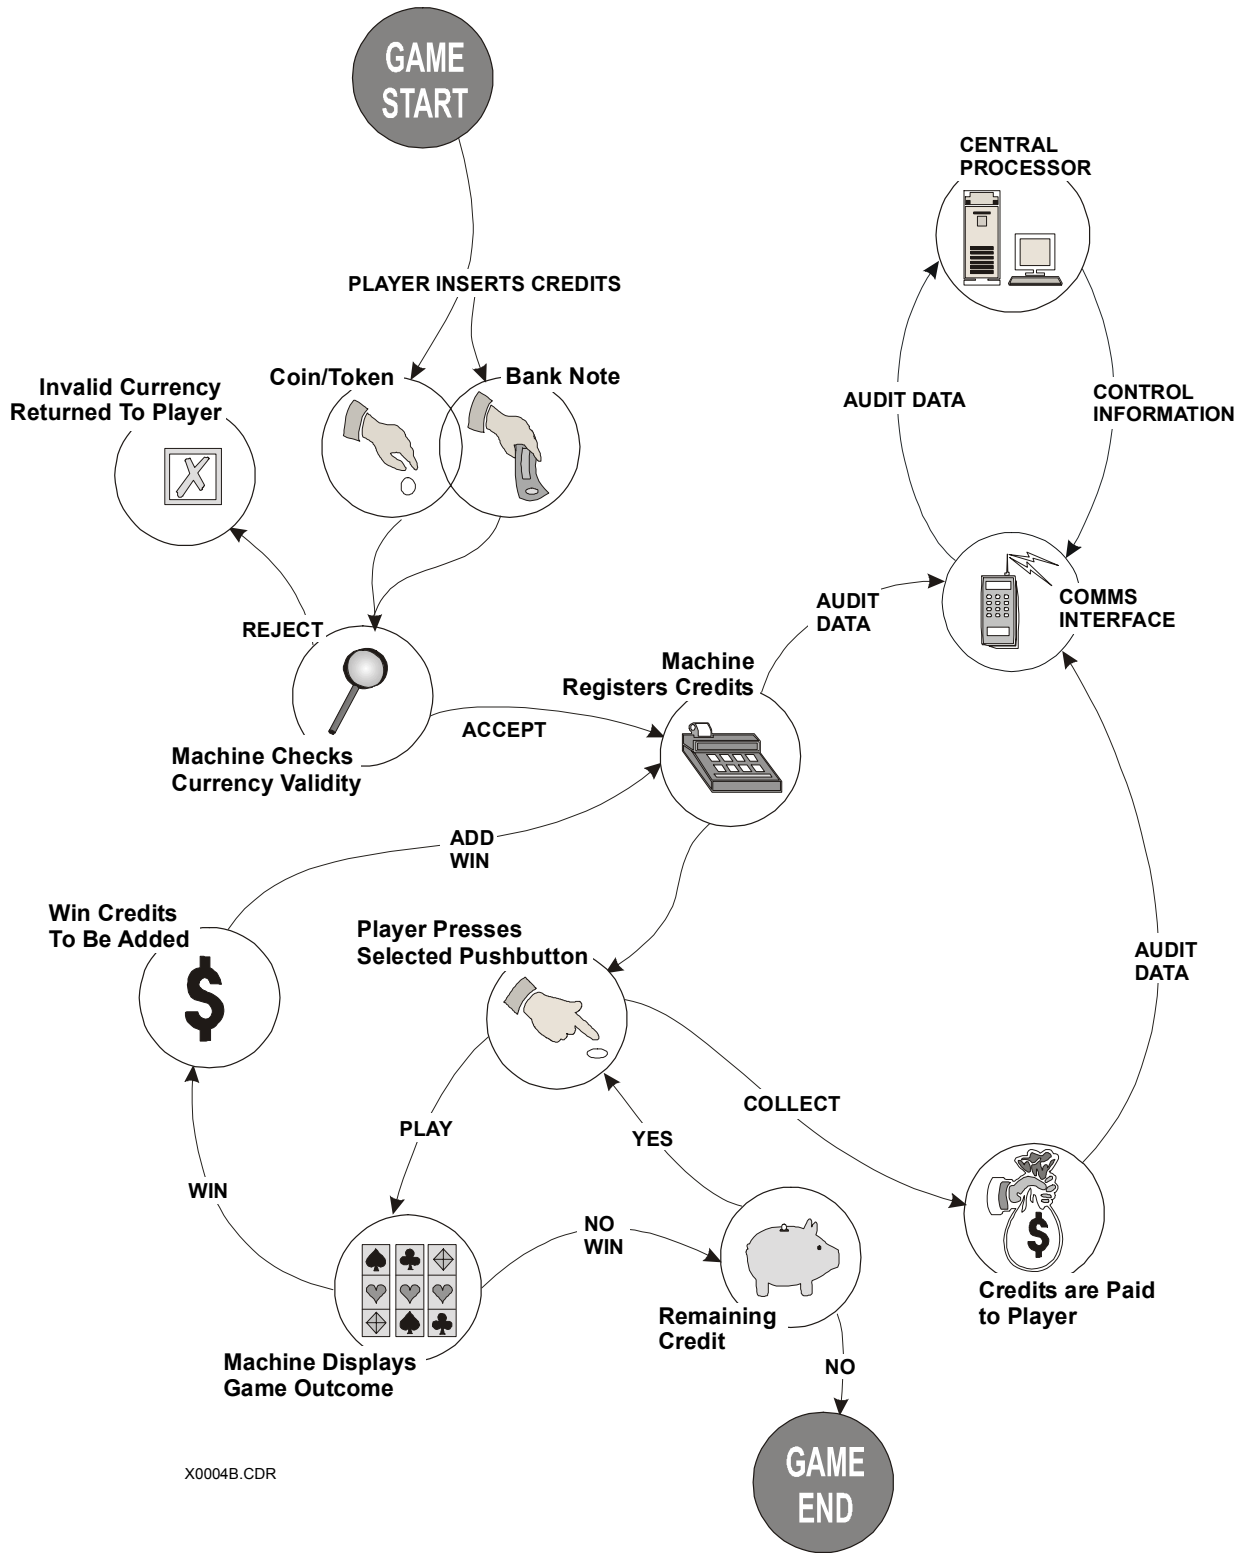 GAME
START
CENTRAL
PROCESSOR
PLAYER INSERTS CREDITS
Coin/Token
Bank Note
Invalid Currency
Returned To Player
AUDIT DATA
CONTROL
INFORMATION
AUDIT
DATA
COMMS
INTERFACE
REJECT
Machine
Registers Credits
ACCEPT
Machine Checks
Currency Validity
ADD
WIN
Win Credits
To Be Added
$
Player Presses
Selected Pushbutton
AUDIT
DATA
COLLECT
PLAY
YES
WIN
NO
WIN
$
Credits are Paid
to Player
Remaining
Credit
Machine Displays
Game Outcome
NO
GAME
END
X0004B.CDR